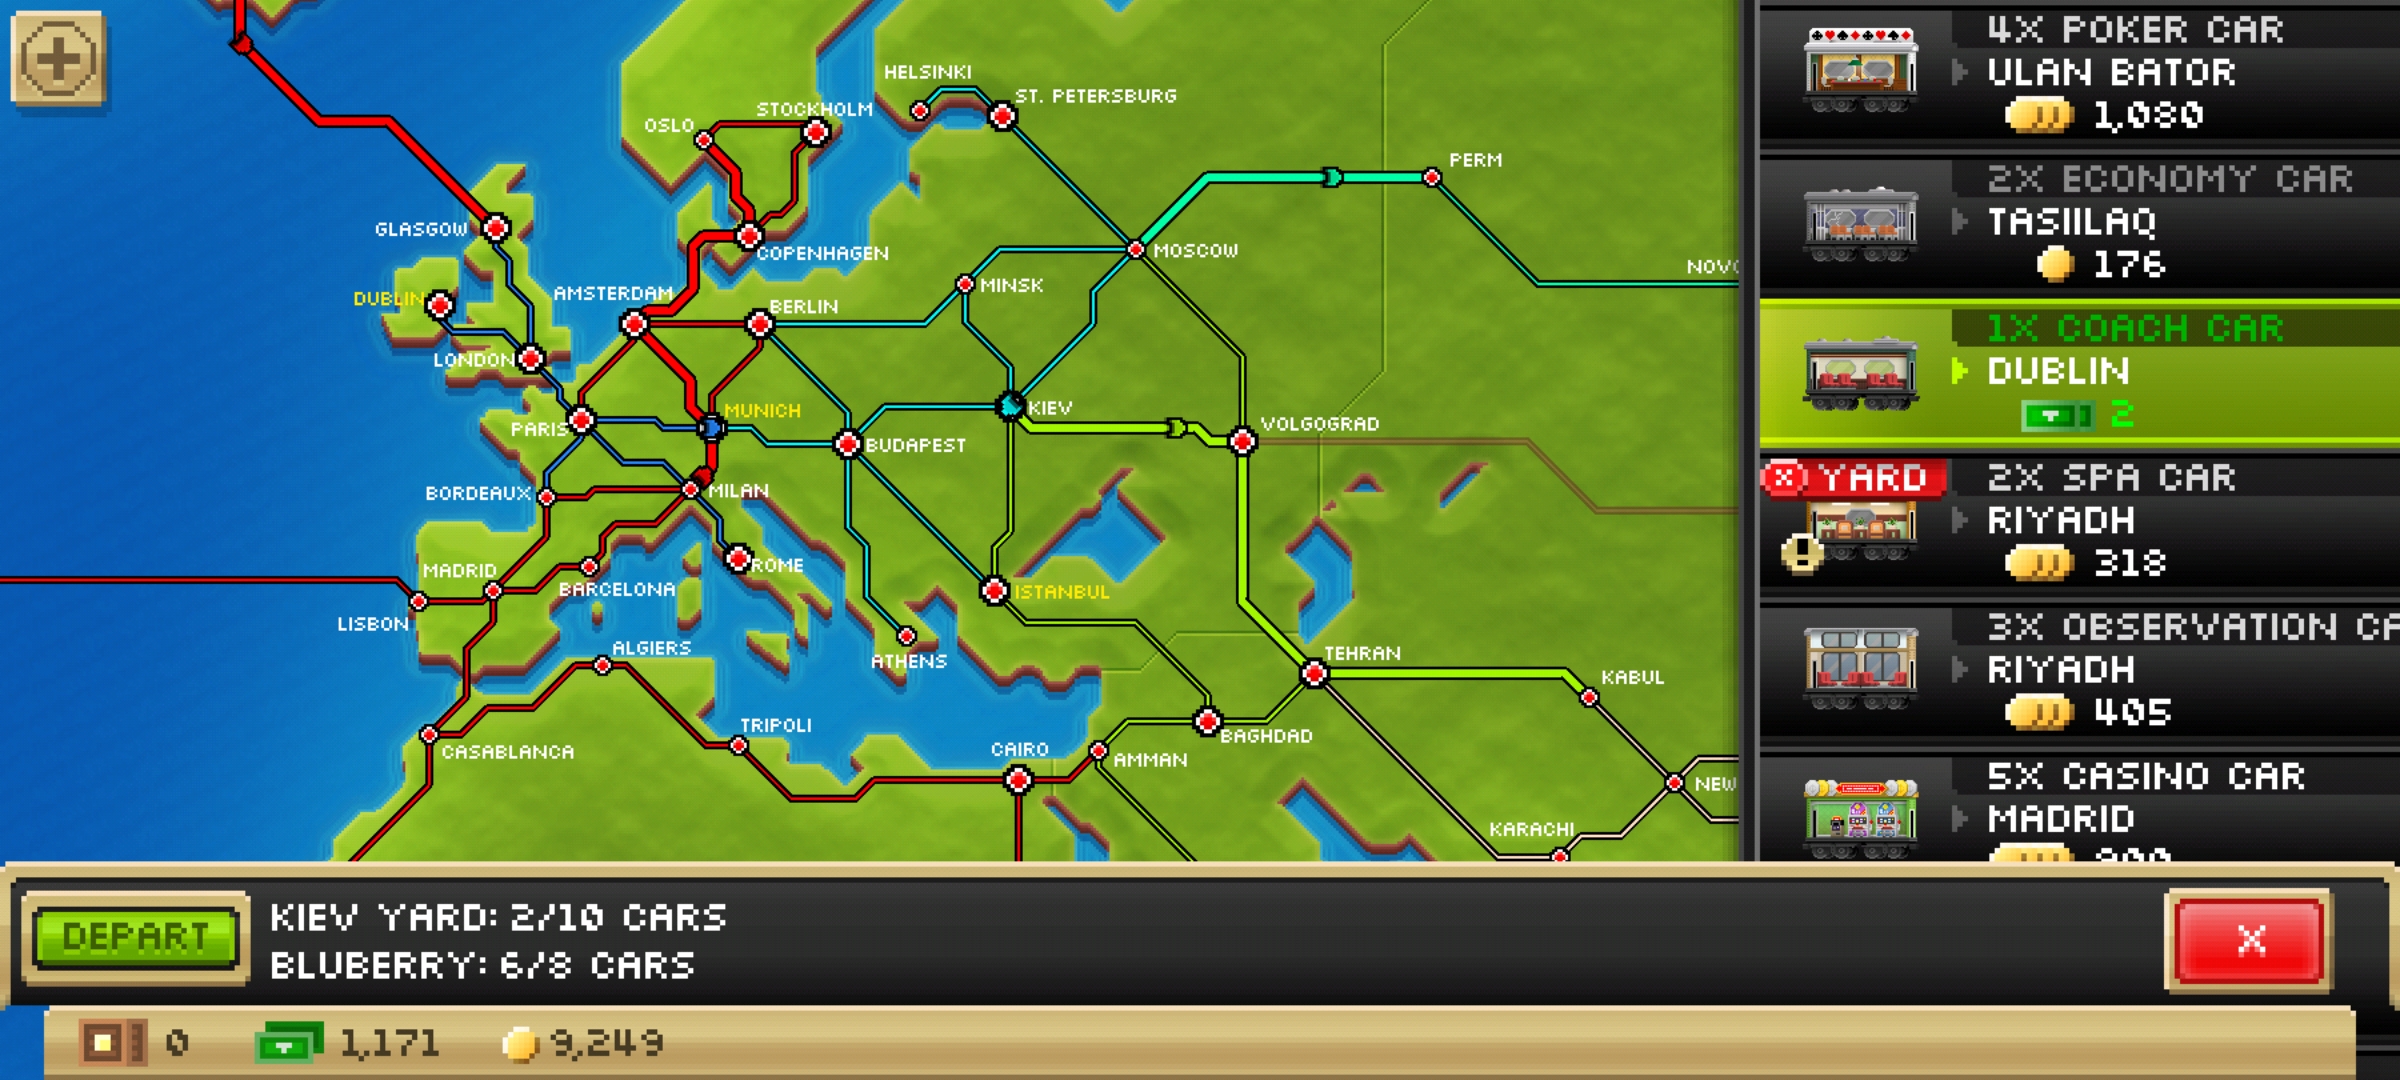 HELSINKI
ST. PETERSBURG
STOCKHOLM
OSLO
PERM
GLASGOW
COPENHAGEN
MOSCOW
NOVO
MINSK
DUBLIN
AMSTERDAM
BERLIN
LONDON
MUNICH
KIEV
VOLGOGRAD
PARIS
BUDAPEST
BORDEAUX
MILAN
MADRID
ROME
BARCELONA
ISTANBUL
LISBON
ALGIERS
ATHENS
TEHRAN
KABUL
TRIPOLI
CASABLANCA
CAIRO
BAGHDAD
AMMAN
NEW
KARACHI
4X POKER CAR
ULAN BATOR
1,080
2X ECONOMY CAR
TASIILAQ
176
1X COACH CAR
DUBLIN
2
YARD
2X SPA CAR
RIYADH
318
3X OBSERVATION CA
RIYADH
405
5X CASINO CAR
MADRID
DEPART
KIEV YARD: 2/10 CARS
BLUBERRY: 6/8 CARS
X
0
1,171
9,249